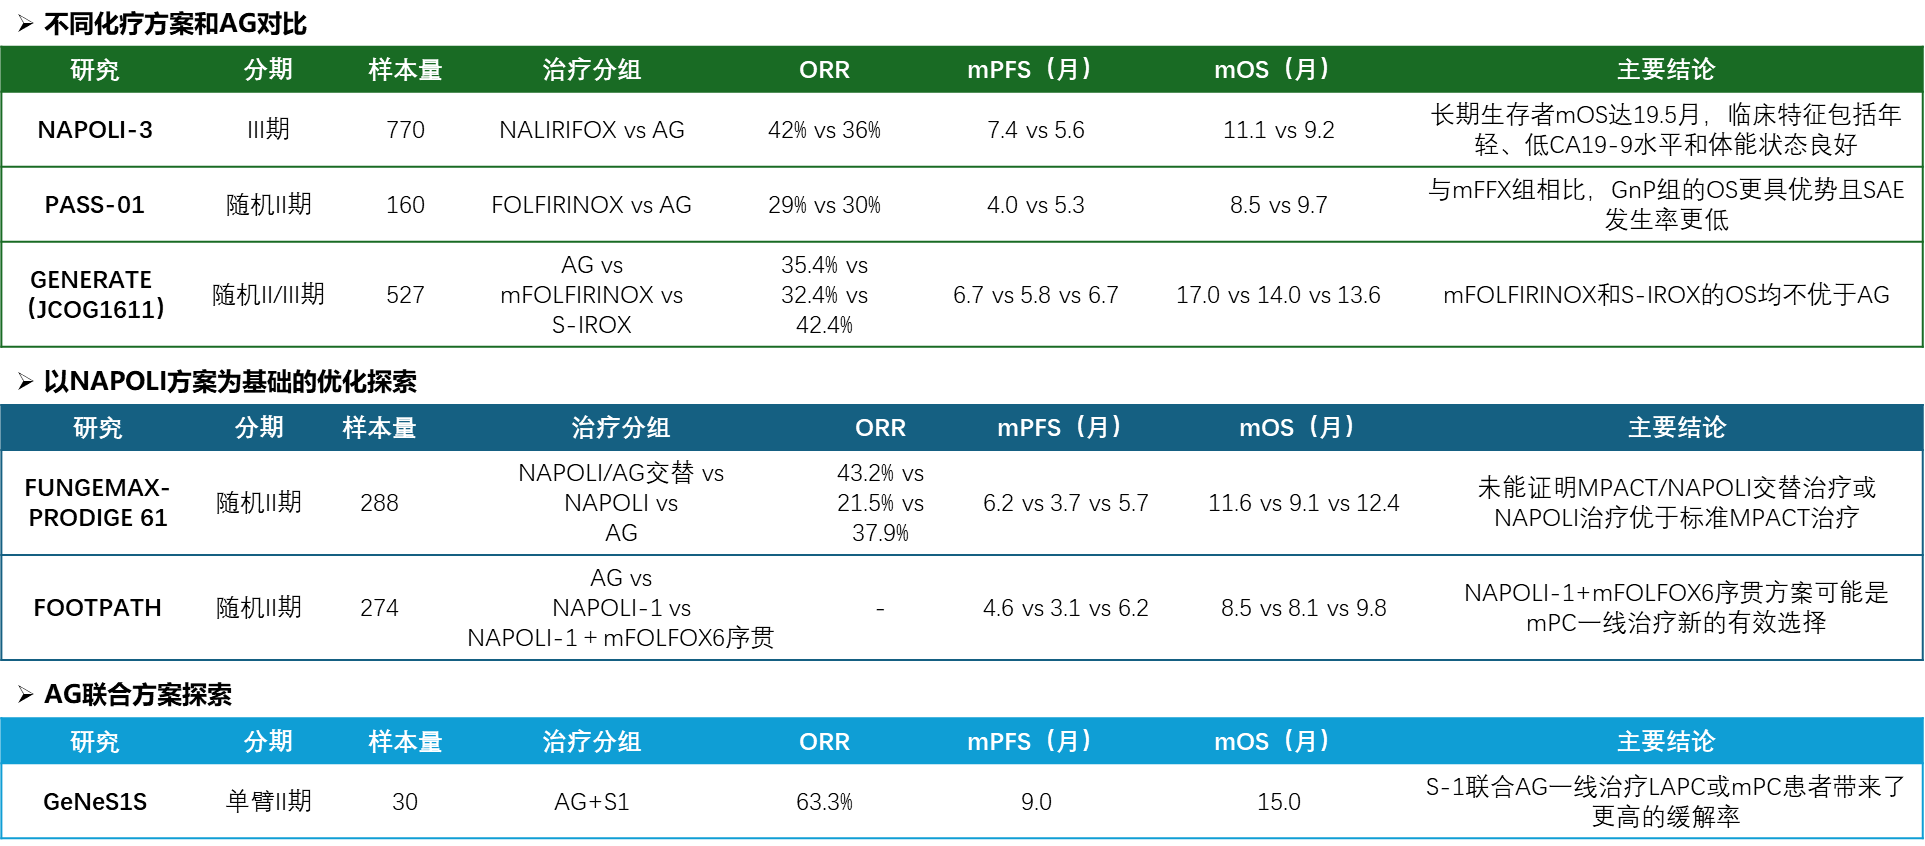 ➢ 不同化疗方案和AG对比
研究 分期 样本量 治疗分组 ORR mPFS（月） mOS（月） 主要结论
NAPOLI-3 III期 770 NALIRIFOX vs AG 42% vs 36% 7.4 vs 5.6 11.1 vs 9.2 长期生存者mOS达19.5月，临床特征包括年
轻、低CA19-9水平和体能状态良好
PASS-01 随机II期 160 FOLFIRINOX vs AG 29% vs 30% 4.0 vs 5.3 8.5 vs 9.7 与mFFX组相比，GnP组的OS更具优势且SAE
发生率更低
GENERATE
（JCOG1611） 随机II/III期 527 AG vs
mFOLFIRINOX vs
S-IROX
35.4% vs
32.4% vs
42.4%
6.7 vs 5.8 vs 6.7 17.0 vs 14.0 vs 13.6 mFOLFIRINOX和S-IROX的OS均不优于AG
➢ 以NAPOLI方案为基础的优化探索
研究 分期 样本量 治疗分组 ORR mPFS（月） mOS（月） 主要结论
FUNGEMAX-
PRODIGE 61 随机II期 288 NAPOLI/AG交替 vs
NAPOLI vs
AG
43.2% vs
21.5% vs
37.9%
6.2 vs 3.7 vs 5.7 11.6 vs 9.1 vs 12.4 未能证明MPACT/NAPOLI交替治疗或
NAPOLI治疗优于标准MPACT治疗
FOOTPATH 随机II期 274 AG vs
NAPOLI-1 vs
NAPOLI-1＋mFOLFOX6序贯
- 4.6 vs 3.1 vs 6.2 8.5 vs 8.1 vs 9.8 NAPOLI-1+mFOLFOX6序贯方案可能是
mPC一线治疗新的有效选择
➢ AG联合方案探索
研究 分期 样本量 治疗分组 ORR mPFS（月） mOS（月） 主要结论
GeNeS1S 单臂II期 30 AG+S1 63.3% 9.0 15.0 S-1联合AG一线治疗LAPC或mPC患者带来了
更高的缓解率